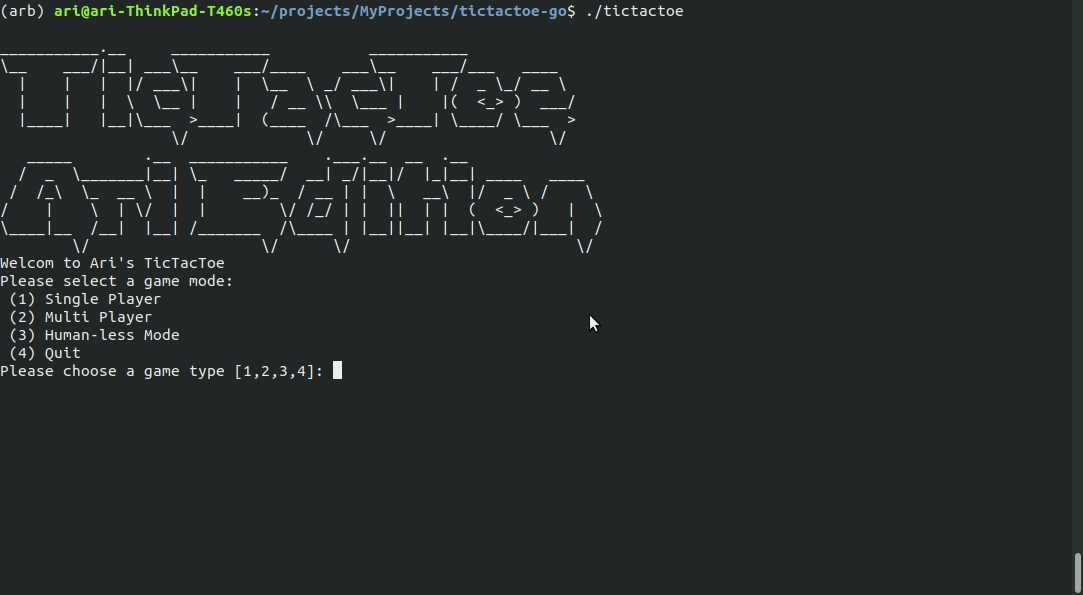 (arb) ari@ari-ThinkPad-T460s:~/projects/MyProjects/tictactoe-go$ ./tictactoe
TicTacToe
AriEdition
Welcom to Ari's TicTacToe
Please select a game mode:
(1) Single Player
(2) Multi Player
(3) Human-less Mode
(4) Quit
Please choose a game type [1,2,3,4]: